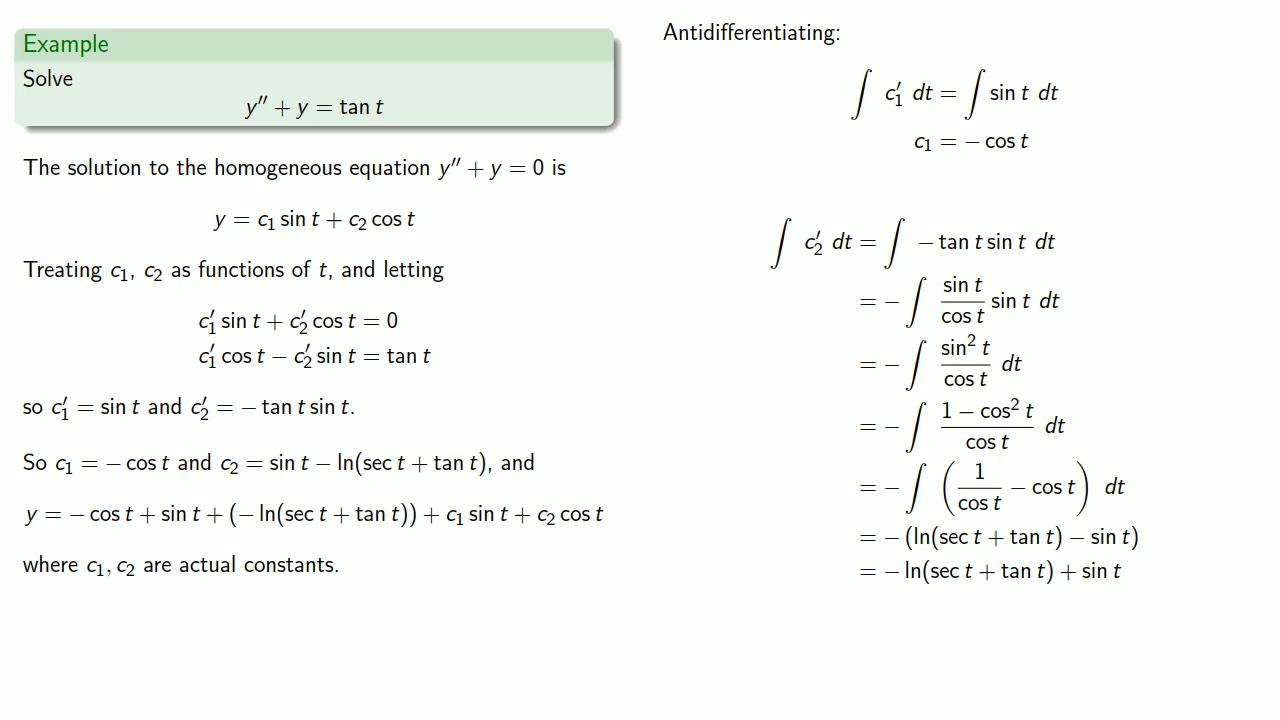 Example
Solve
y″ + y = tan t
The solution to the homogeneous equation y″ + y = 0 is
y = c₁ sin t + c₂ cos t
Treating c₁, c₂ as functions of t, and letting
c₁′ sin t + c₂′ cos t = 0
c₁′ cos t − c₂′ sin t = tan t
so c₁′ = sin t and c₂′ = − tan t sin t.
So c₁ = − cos t and c₂ = sin t − ln(sec t + tan t), and
y = − cos t + sin t + (− ln(sec t + tan t)) + c₁ sin t + c₂ cos t
where c₁, c₂ are actual constants.
Antidifferentiating:
∫ c₁′ dt = ∫ sin t dt
c₁ = − cos t
∫ c₂′ dt = ∫ − tan t sin t dt
= − ∫ (sin t / cos t) sin t dt
= − ∫ (sin² t / cos t) dt
= − ∫ ((1 − cos² t) / cos t) dt
= − ∫ (1 / cos t − cos t) dt
= − (ln(sec t + tan t) − sin t)
= − ln(sec t + tan t) + sin t